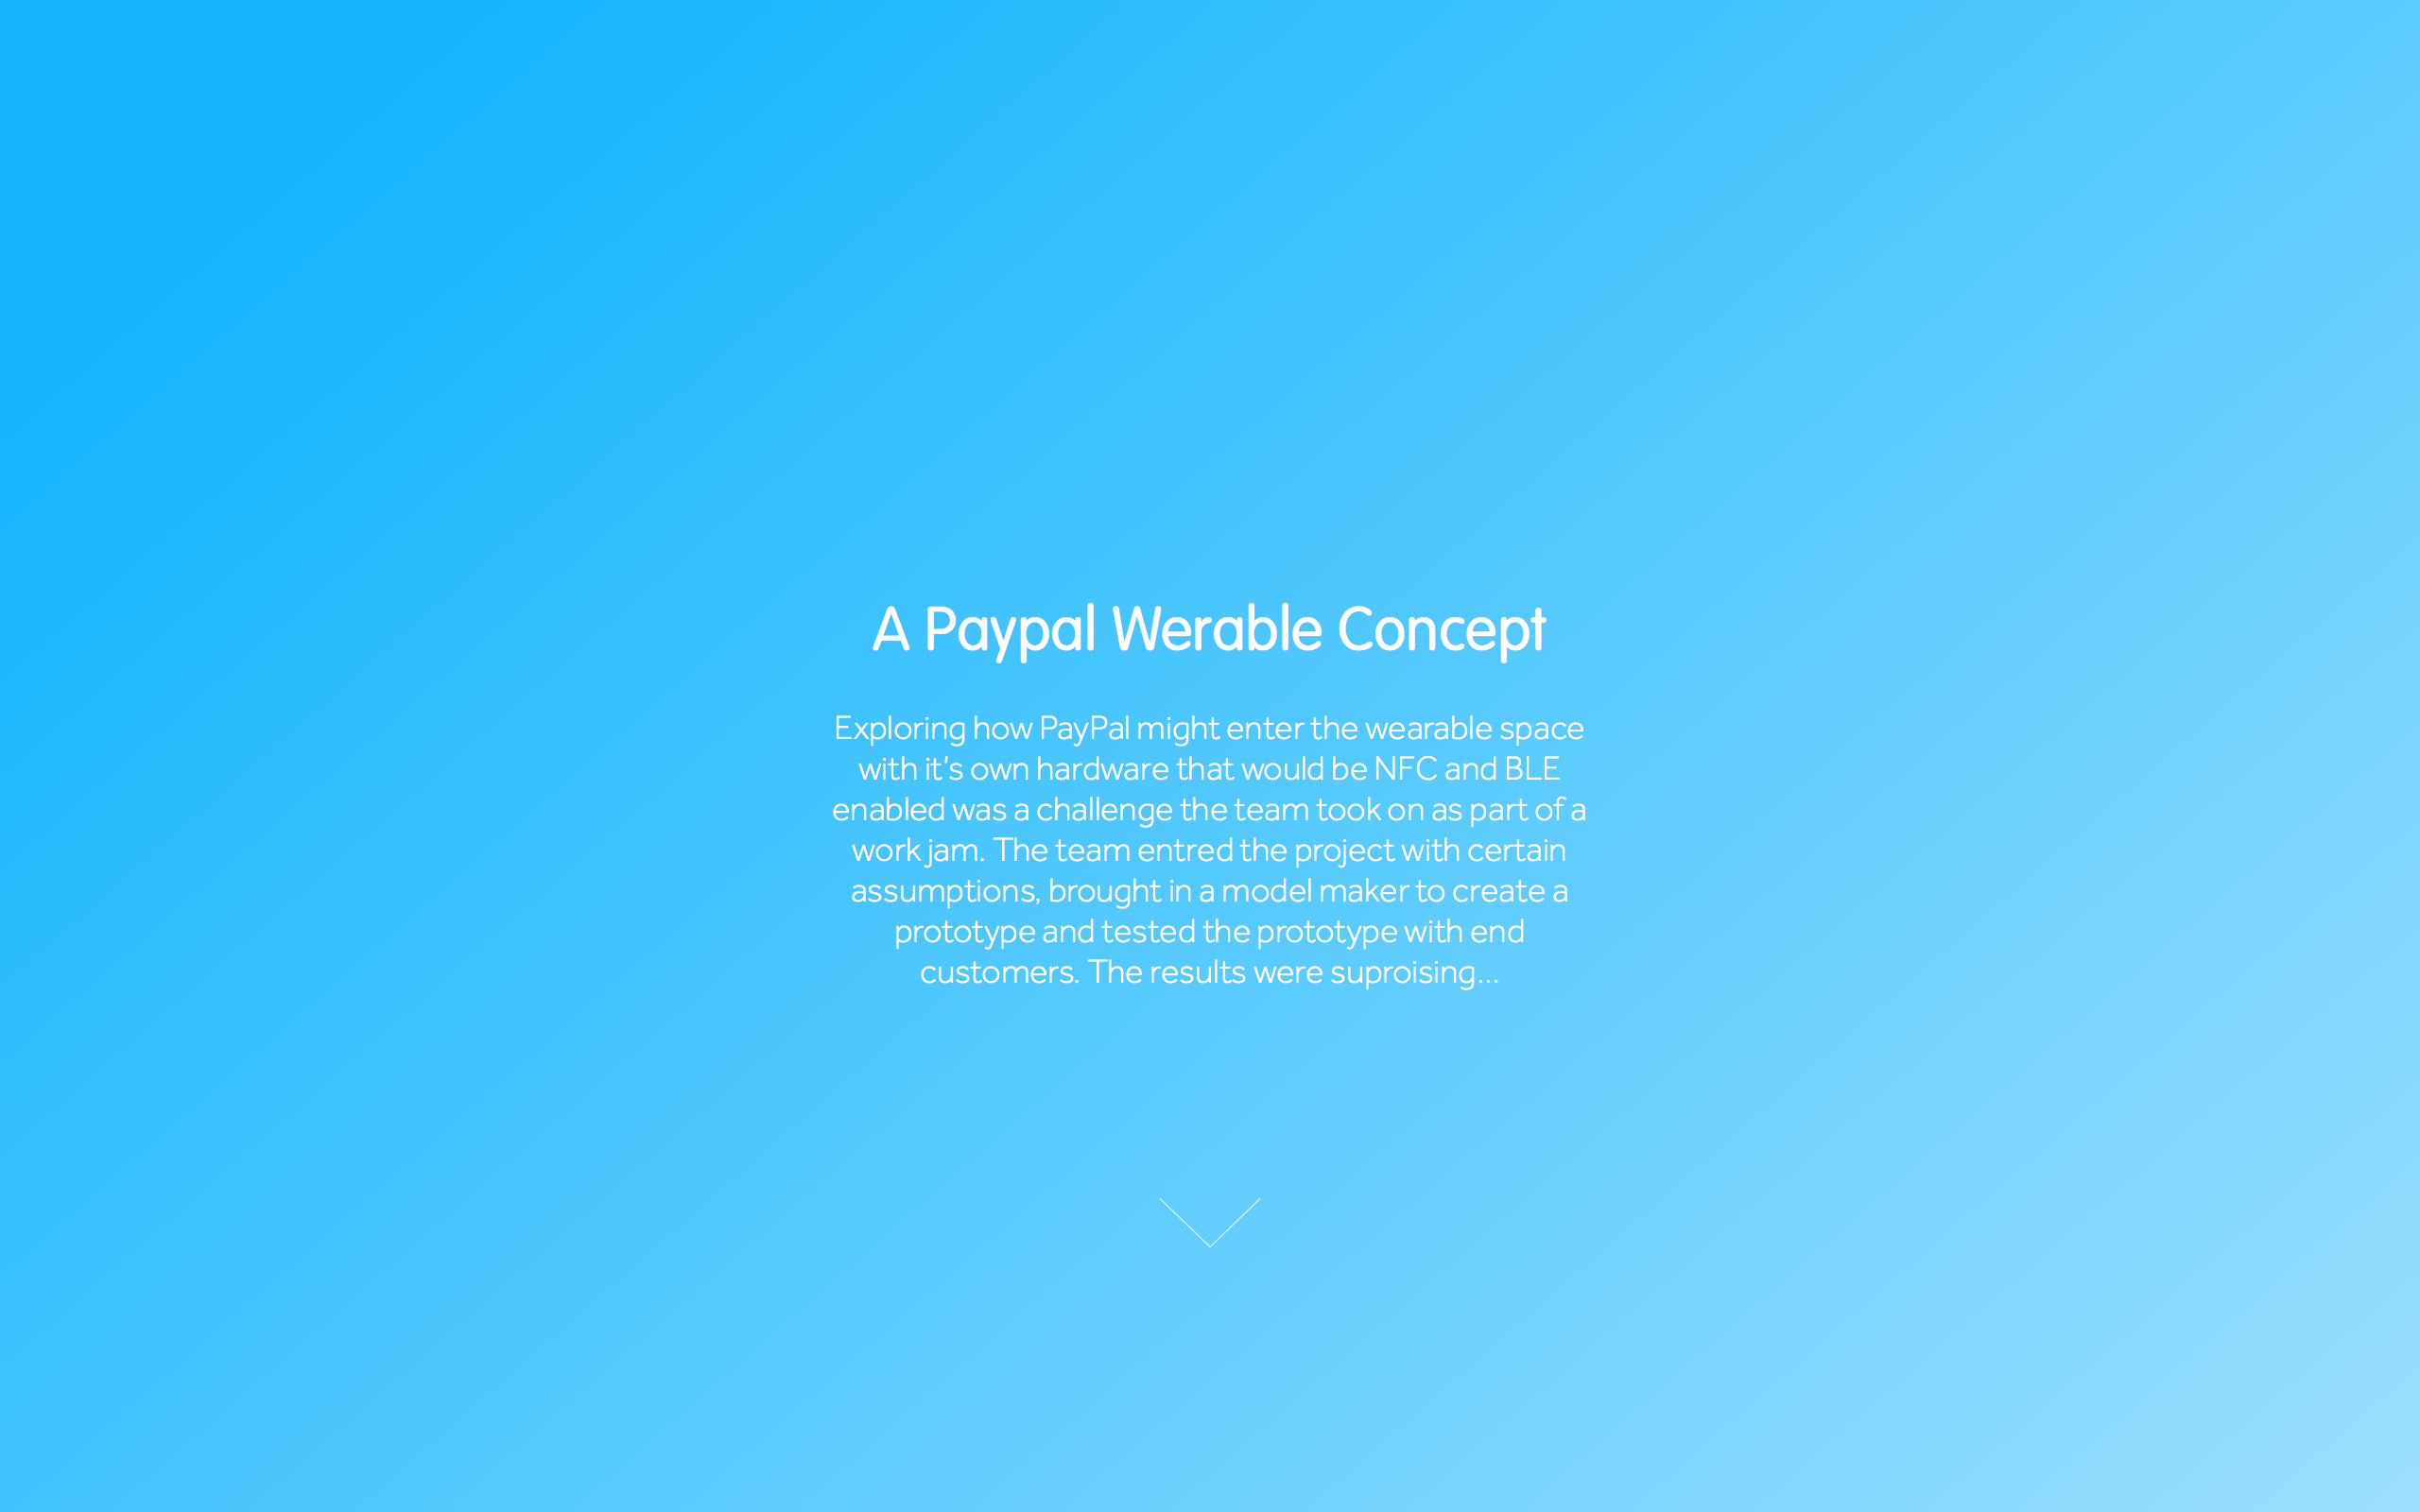 A Paypal Werable Concept
Exploring how PayPal might enter the wearable space
with it's own hardware that would be NFC and BLE
enabled was a challenge the team took on as part of a
work jam. The team entred the project with certain
assumptions, brought in a model maker to create a
prototype and tested the prototype with end
customers. The results were suproising...